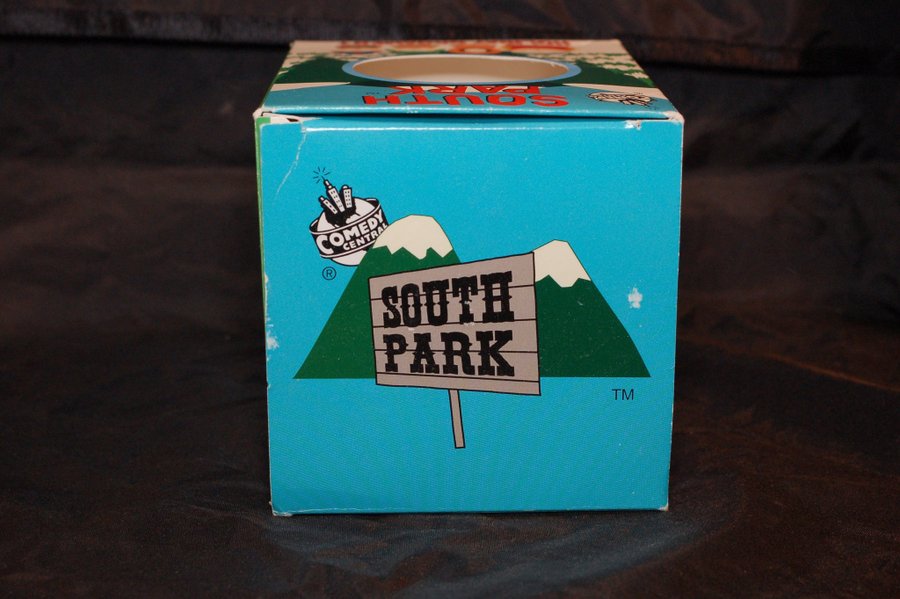 SOUTH
PARK
COMEDY
CENTRAL
®
SOUTH
PARK
TM